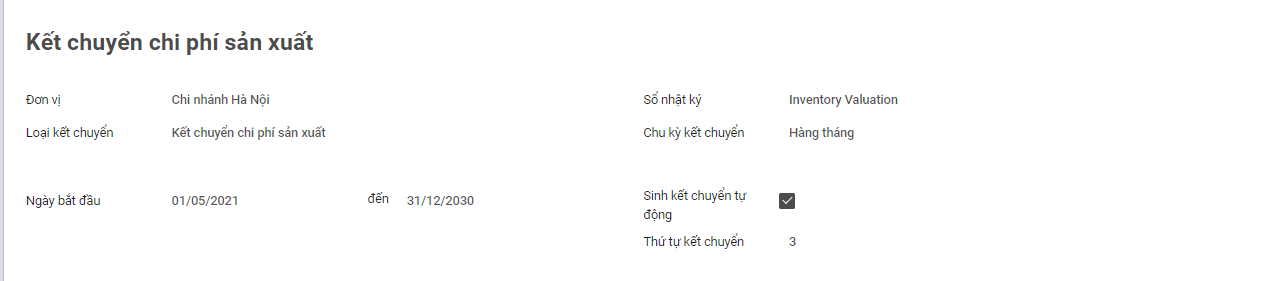 Kết chuyển chi phí sản xuất
Đơn vị Chi nhánh Hà Nội Sổ nhật ký Inventory Valuation
Loại kết chuyển Kết chuyển chi phí sản xuất Chu kỳ kết chuyển Hàng tháng
Ngày bắt đầu 01/05/2021 đến 31/12/2030 Sinh kết chuyển tự
động
Thứ tự kết chuyển 3